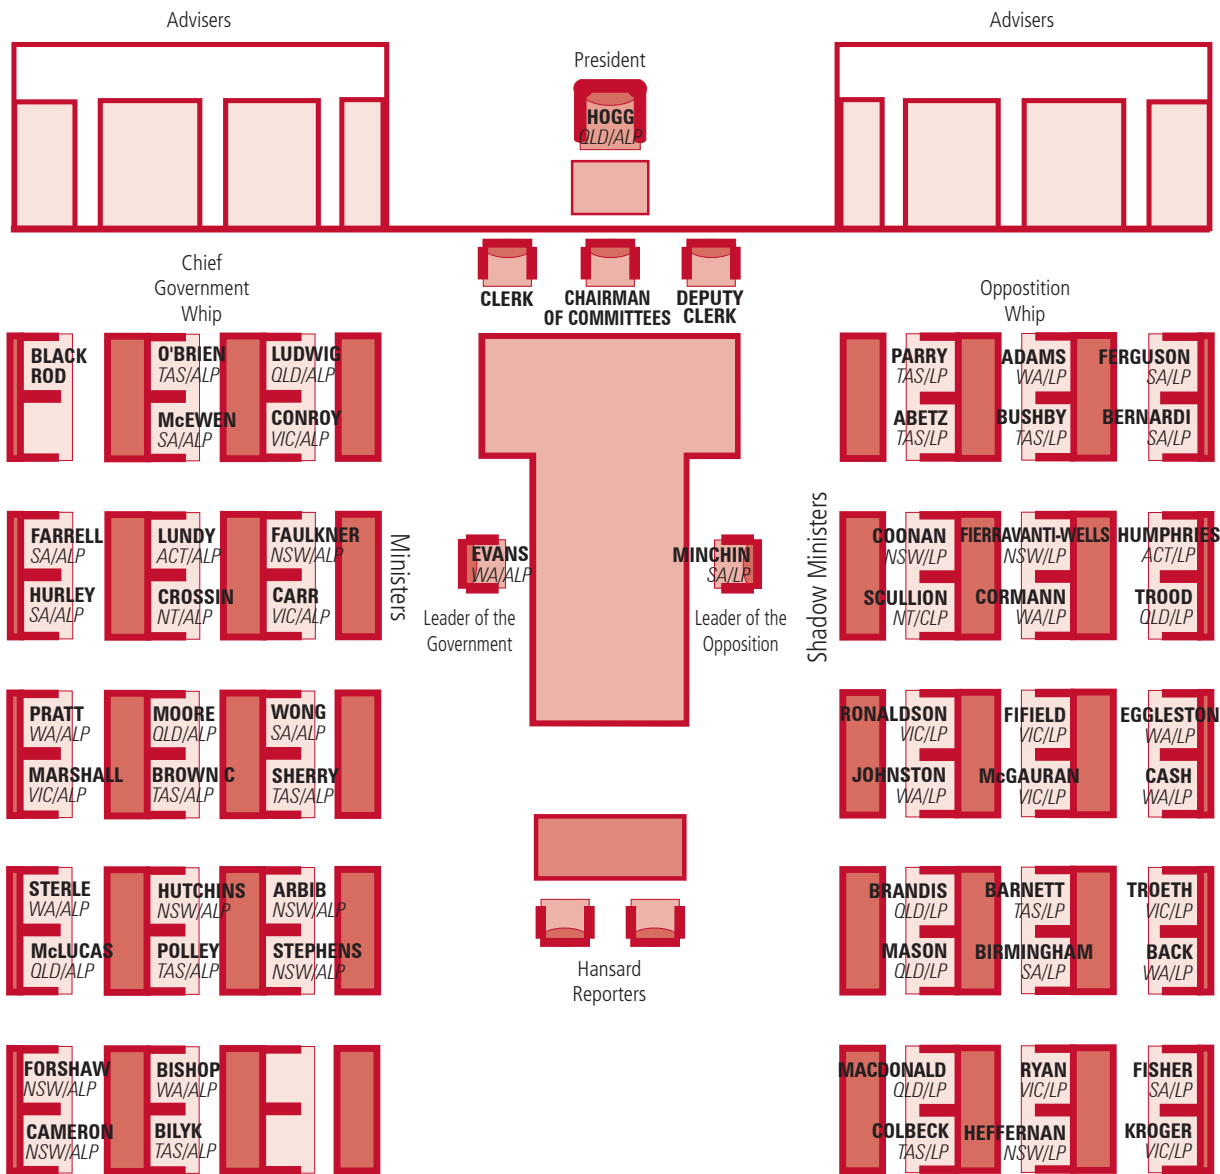 Advisers
Advisers
President
HOGG
QLD/ALP
CLERK
CHAIRMAN
OF COMMITTEES
DEPUTY
CLERK
Chief
Government
Whip
Oppostition
Whip
BLACK
ROD
O'BRIEN
TAS/ALP
LUDWIG
QLD/ALP
McEWEN
SA/ALP
CONROY
VIC/ALP
PARRY
TAS/LP
ADAMS
WA/LP
FERGUSON
SA/LP
ABETZ
TAS/LP
BUSHBY
TAS/LP
BERNARDI
SA/LP
FARRELL
SA/ALP
LUNDY
ACT/ALP
FAULKNER
NSW/ALP
HURLEY
SA/ALP
CROSSIN
NT/ALP
CARR
VIC/ALP
Ministers
EVANS
WA/ALP
Leader of the
Government
MINCHIN
SA/LP
Leader of the
Opposition
Shadow Ministers
COONAN
NSW/LP
FIERRAVANTI-WELLS
NSW/LP
HUMPHRIES
ACT/LP
SCULLION
NT/CLP
CORMANN
WA/LP
TROOD
QLD/LP
PRATT
WA/ALP
MOORE
QLD/ALP
WONG
SA/ALP
MARSHALL
VIC/ALP
BROWN C
TAS/ALP
SHERRY
TAS/ALP
RONALDSON
VIC/LP
FIFIELD
VIC/LP
EGGLESTON
WA/LP
JOHNSTON
WA/LP
McGAURAN
VIC/LP
CASH
WA/LP
STERLE
WA/ALP
HUTCHINS
NSW/ALP
ARBIB
NSW/ALP
McLUCAS
QLD/ALP
POLLEY
TAS/ALP
STEPHENS
NSW/ALP
Hansard
Reporters
BRANDIS
QLD/LP
BARNETT
TAS/LP
TROETH
VIC/LP
MASON
QLD/LP
BIRMINGHAM
SA/LP
BACK
WA/LP
FORSHAW
NSW/ALP
BISHOP
WA/ALP
CAMERON
NSW/ALP
BILYK
TAS/ALP
MACDONALD
QLD/LP
RYAN
VIC/LP
FISHER
SA/LP
COLBECK
TAS/LP
HEFFERNAN
NSW/LP
KROGER
VIC/LP